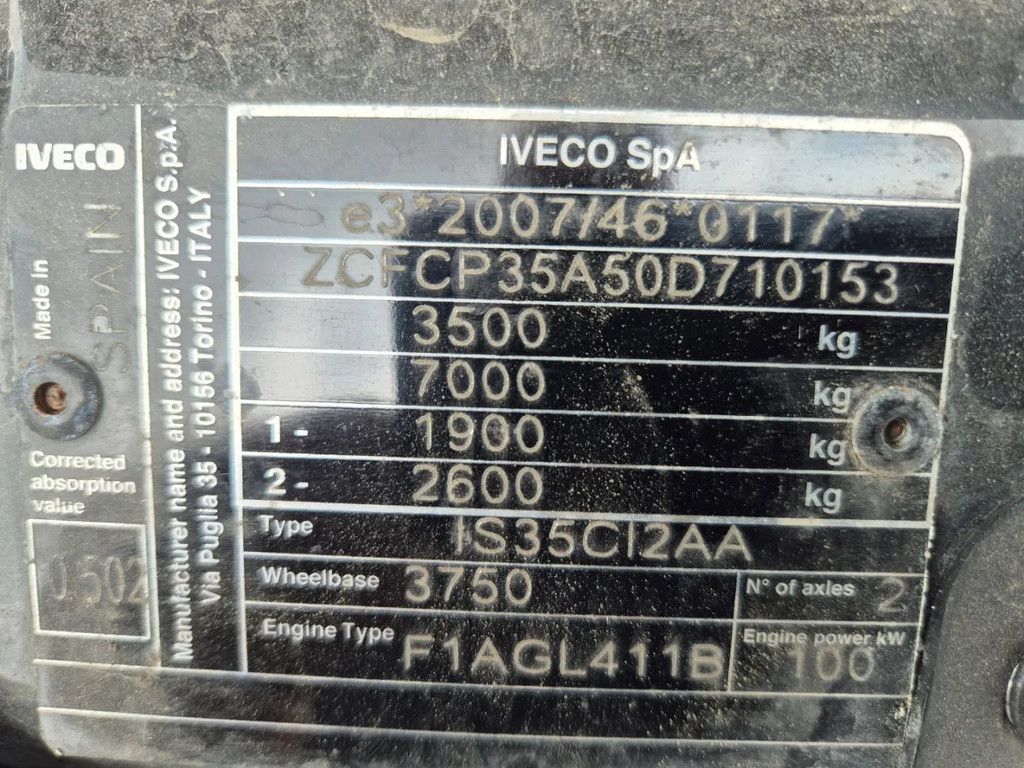 IVECO
Made in
SPAIN
Corrected
absorption
value
0.502
Manufacturer name and address: IVECO S.p.A.
Via Puglia 35 - 10156 Torino - ITALY
IVECO SpA
e3*2007/46*0117*
ZCFCP35A50D710153
3500 kg
7000 kg
1- 1900 kg
2- 2600 kg
Type IS35CI2AA
Wheelbase 3750 N° of axles 2
Engine Type F1AGL411B Engine power kW
100